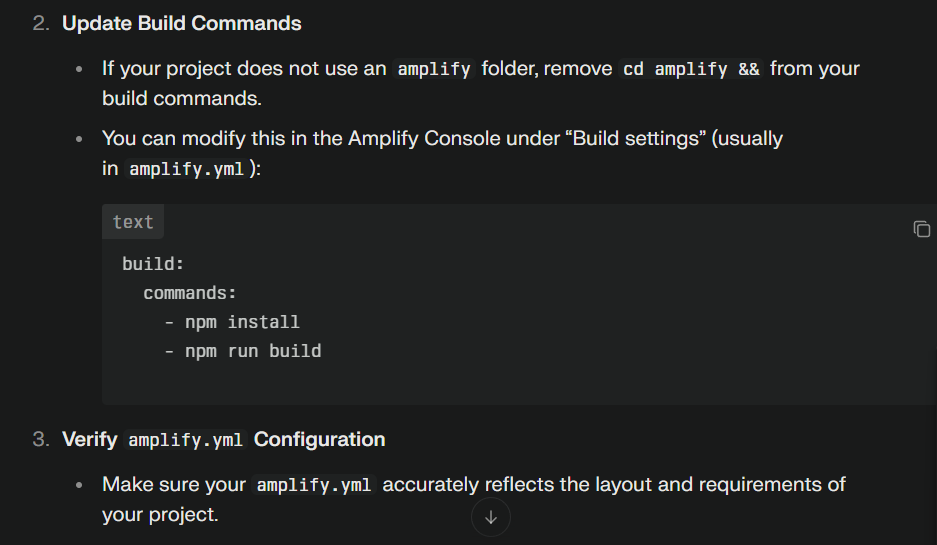 2. Update Build Commands
• If your project does not use an amplify folder, remove cd amplify && from your
build commands.
• You can modify this in the Amplify Console under “Build settings” (usually
in amplify.yml ):
text
build:
  commands:
    - npm install
    - npm run build
3. Verify amplify.yml Configuration
• Make sure your amplify.yml accurately reflects the layout and requirements of
your project.